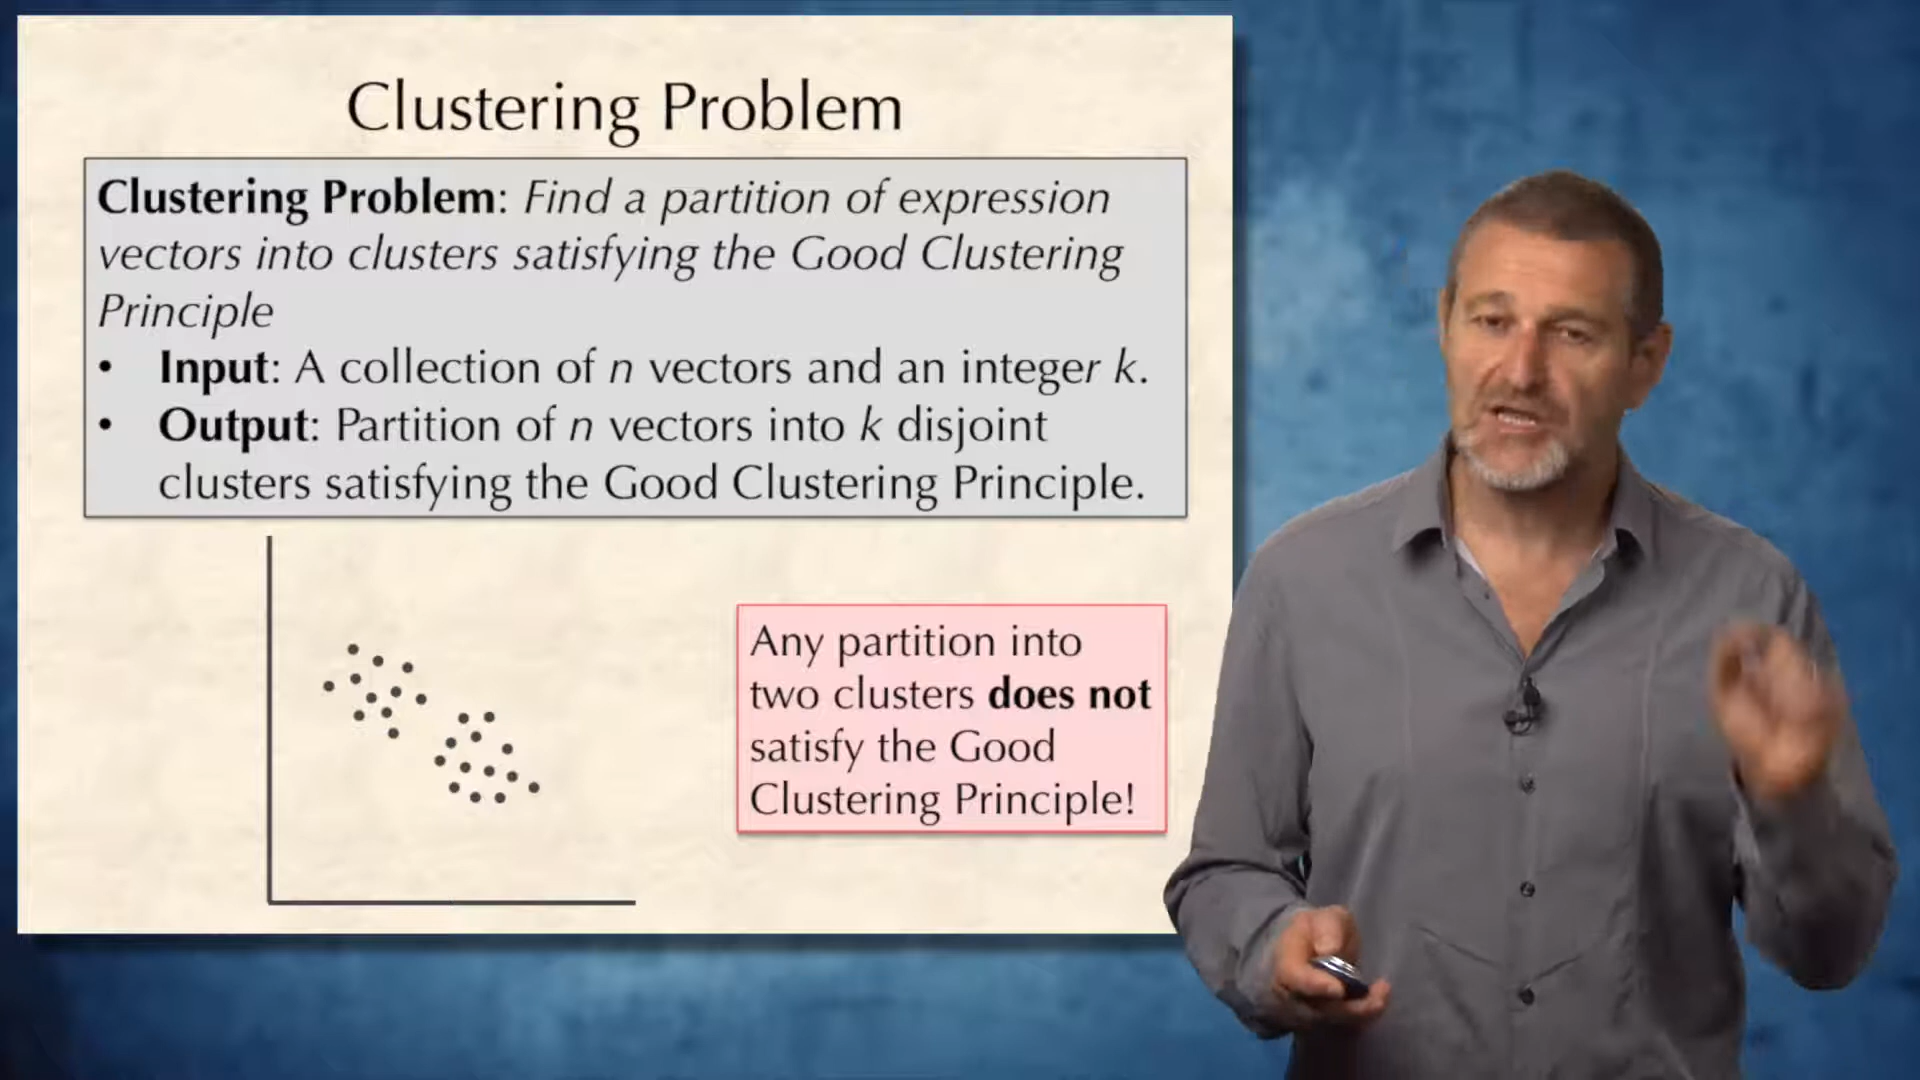 Clustering Problem
Clustering Problem: Find a partition of expression
vectors into clusters satisfying the Good Clustering
Principle
• Input: A collection of n vectors and an integer k.
• Output: Partition of n vectors into k disjoint
clusters satisfying the Good Clustering Principle.
Any partition into
two clusters does not
satisfy the Good
Clustering Principle!